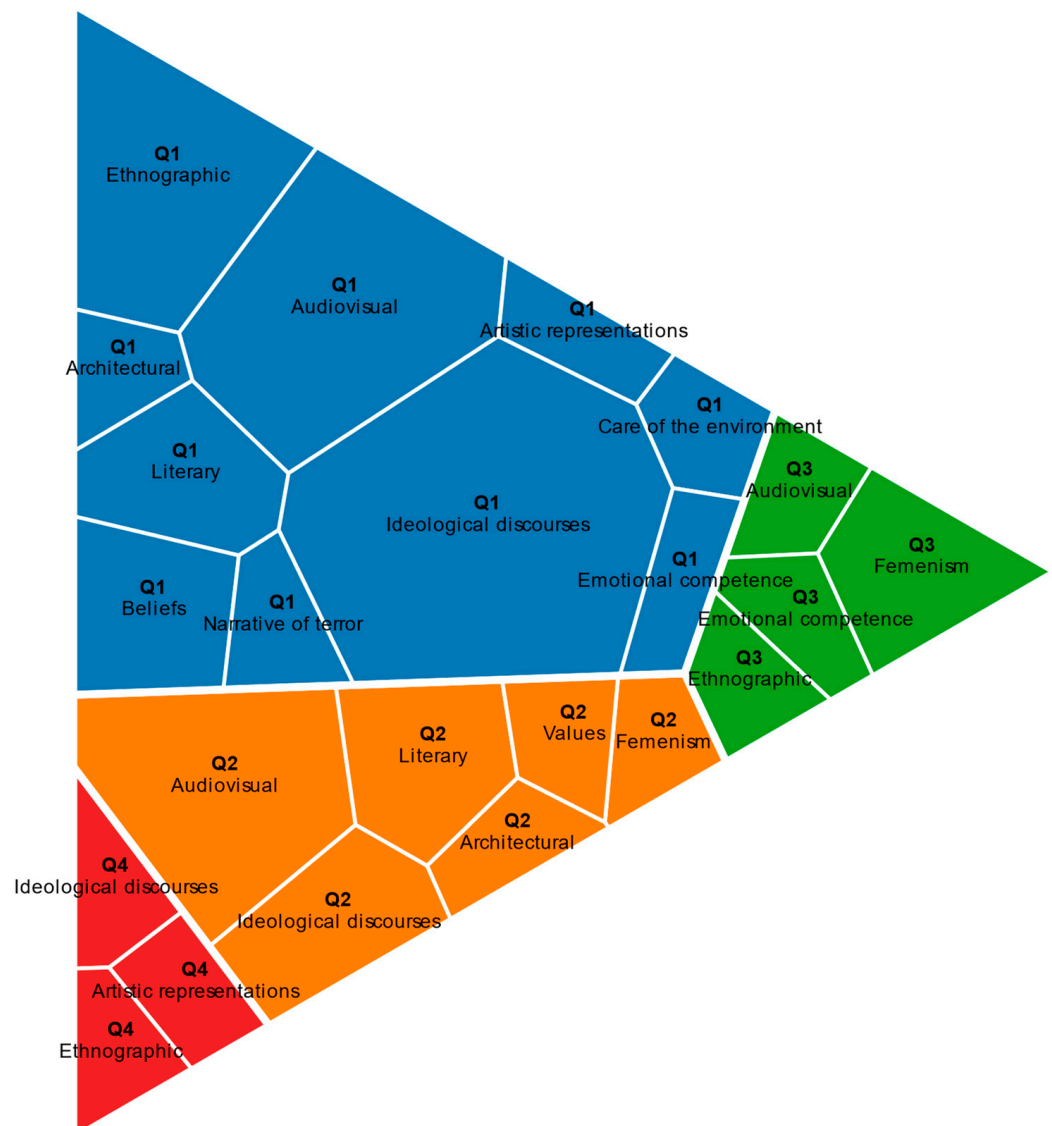 Q1
Ethnographic
Q1
Audiovisual
Q1
Artistic representations
Q1
Architectural
Q1
Care of the environment
Q1
Literary
Q1
Ideological discourses
Q3
Audiovisual
Q3
Femenism
Q1
Beliefs
Q1
Narrative of terror
Q1
Emotional competence
Q3
Emotional competence
Q3
Ethnographic
Q2
Audiovisual
Q2
Literary
Q2
Values
Q2
Femenism
Q2
Architectural
Q2
Ideological discourses
Q4
Ideological discourses
Q4
Artistic representations
Q4
Ethnographic